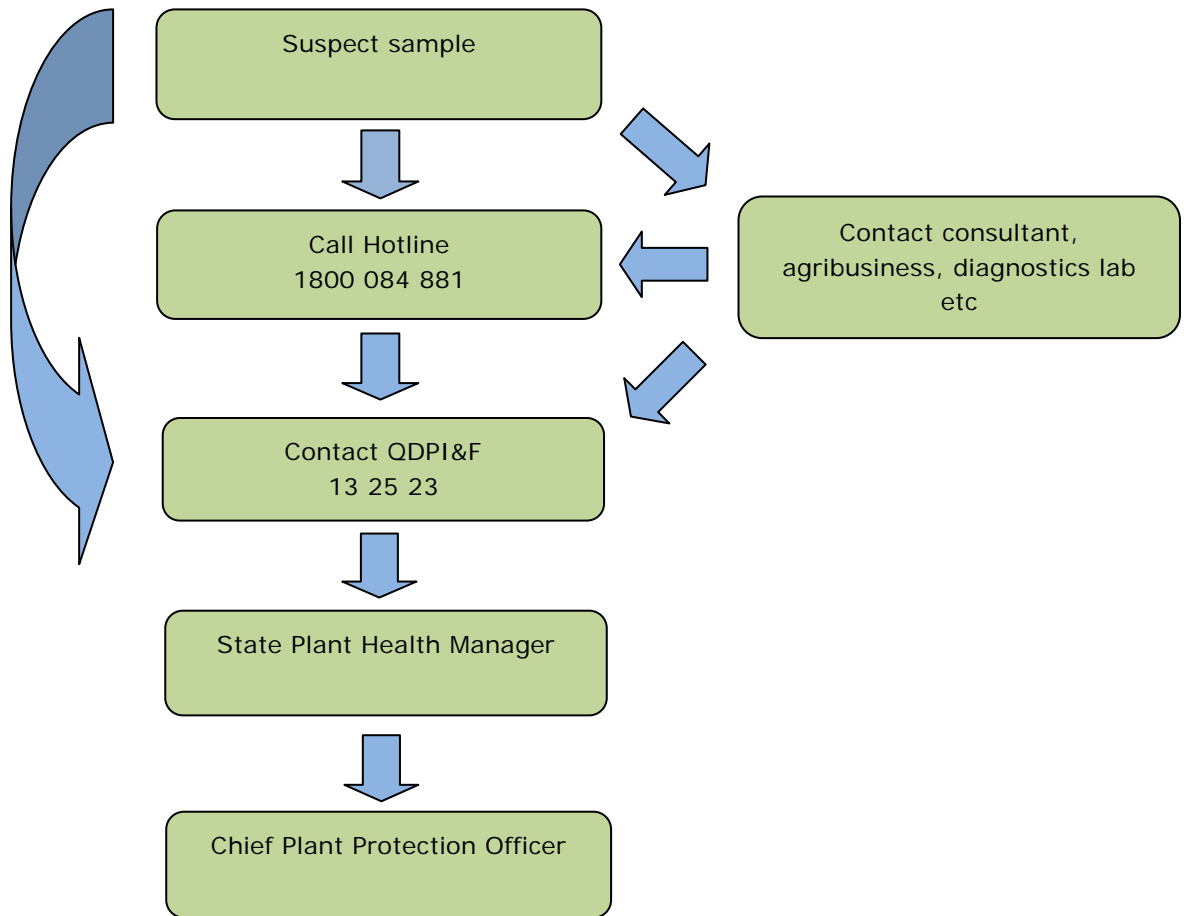 Suspect sample
Call Hotline
1800 084 881
Contact consultant,
agribusiness, diagnostics lab
etc
Contact QDPI&F
13 25 23
State Plant Health Manager
Chief Plant Protection Officer